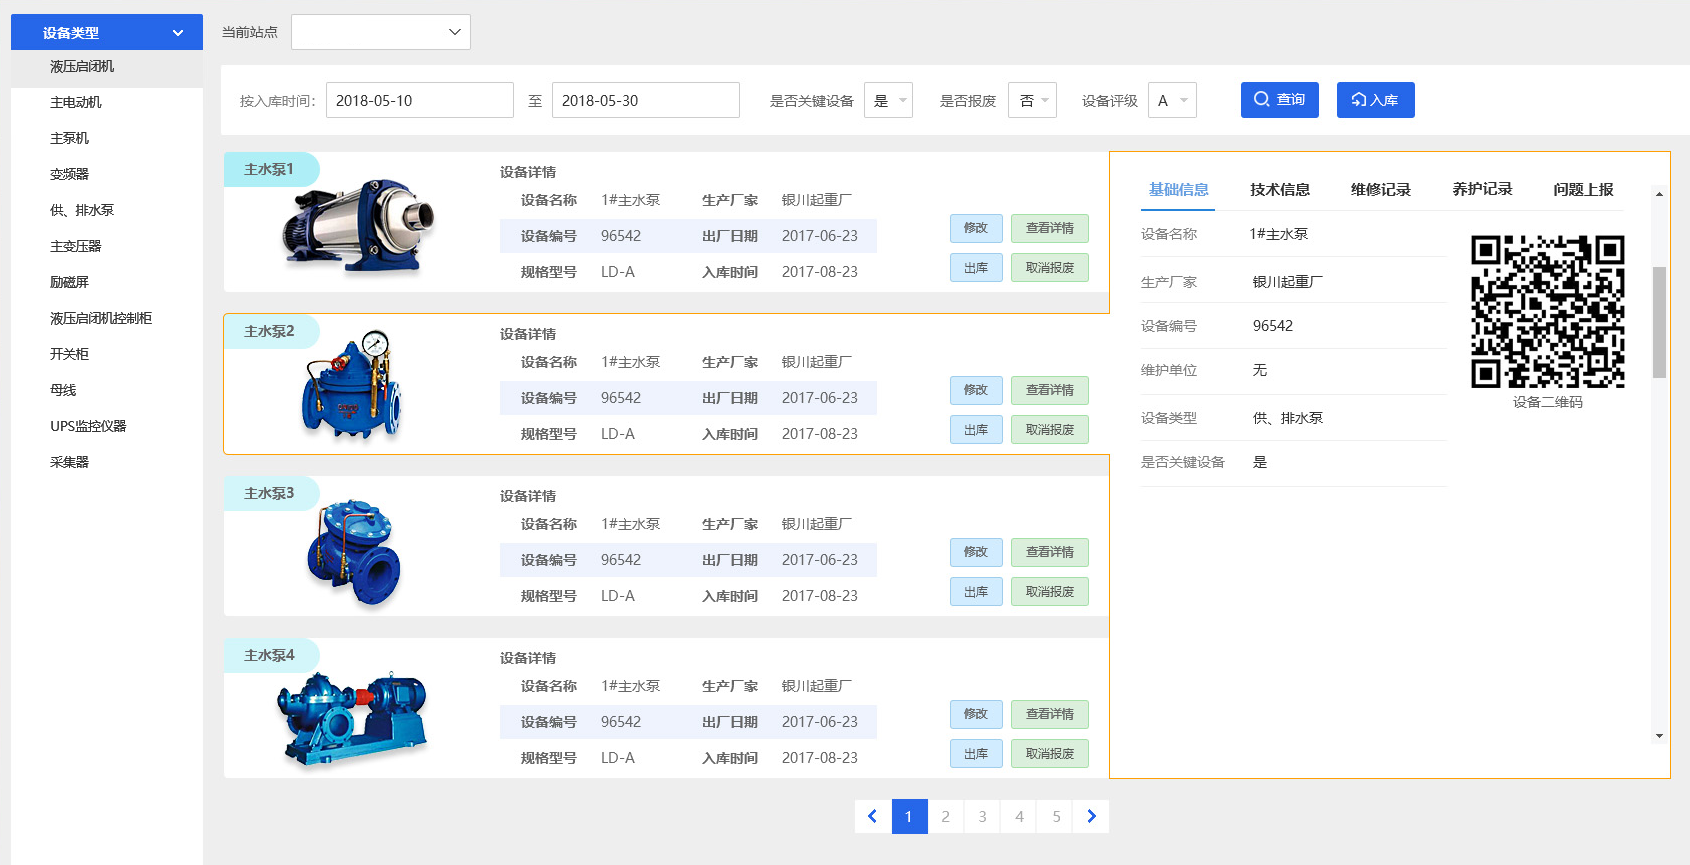 设备类型
液压启闭机
主电动机
主泵机
变频器
供、排水泵
主变压器
励磁屏
液压启闭机控制柜
开关柜
母线
UPS监控仪器
采集器
当前站点
按入库时间: 2018-05-10 至 2018-05-30 是否关键设备 是 是否报废 否 设备评级 A 查询 入库
主水泵1
设备详情
设备名称 1#主水泵 生产厂家 银川起重厂
设备编号 96542 出厂日期 2017-06-23
规格型号 LD-A 入库时间 2017-08-23
修改 查看详情
出库 取消报废
主水泵2
设备详情
设备名称 1#主水泵 生产厂家 银川起重厂
设备编号 96542 出厂日期 2017-06-23
规格型号 LD-A 入库时间 2017-08-23
修改 查看详情
出库 取消报废
主水泵3
设备详情
设备名称 1#主水泵 生产厂家 银川起重厂
设备编号 96542 出厂日期 2017-06-23
规格型号 LD-A 入库时间 2017-08-23
修改 查看详情
出库 取消报废
主水泵4
设备详情
设备名称 1#主水泵 生产厂家 银川起重厂
设备编号 96542 出厂日期 2017-06-23
规格型号 LD-A 入库时间 2017-08-23
修改 查看详情
出库 取消报废
基础信息 技术信息 维修记录 养护记录 问题上报
设备名称 1#主水泵
生产厂家 银川起重厂
设备编号 96542
维护单位 无
设备类型 供、排水泵
是否关键设备 是
设备二维码
1 2 3 4 5